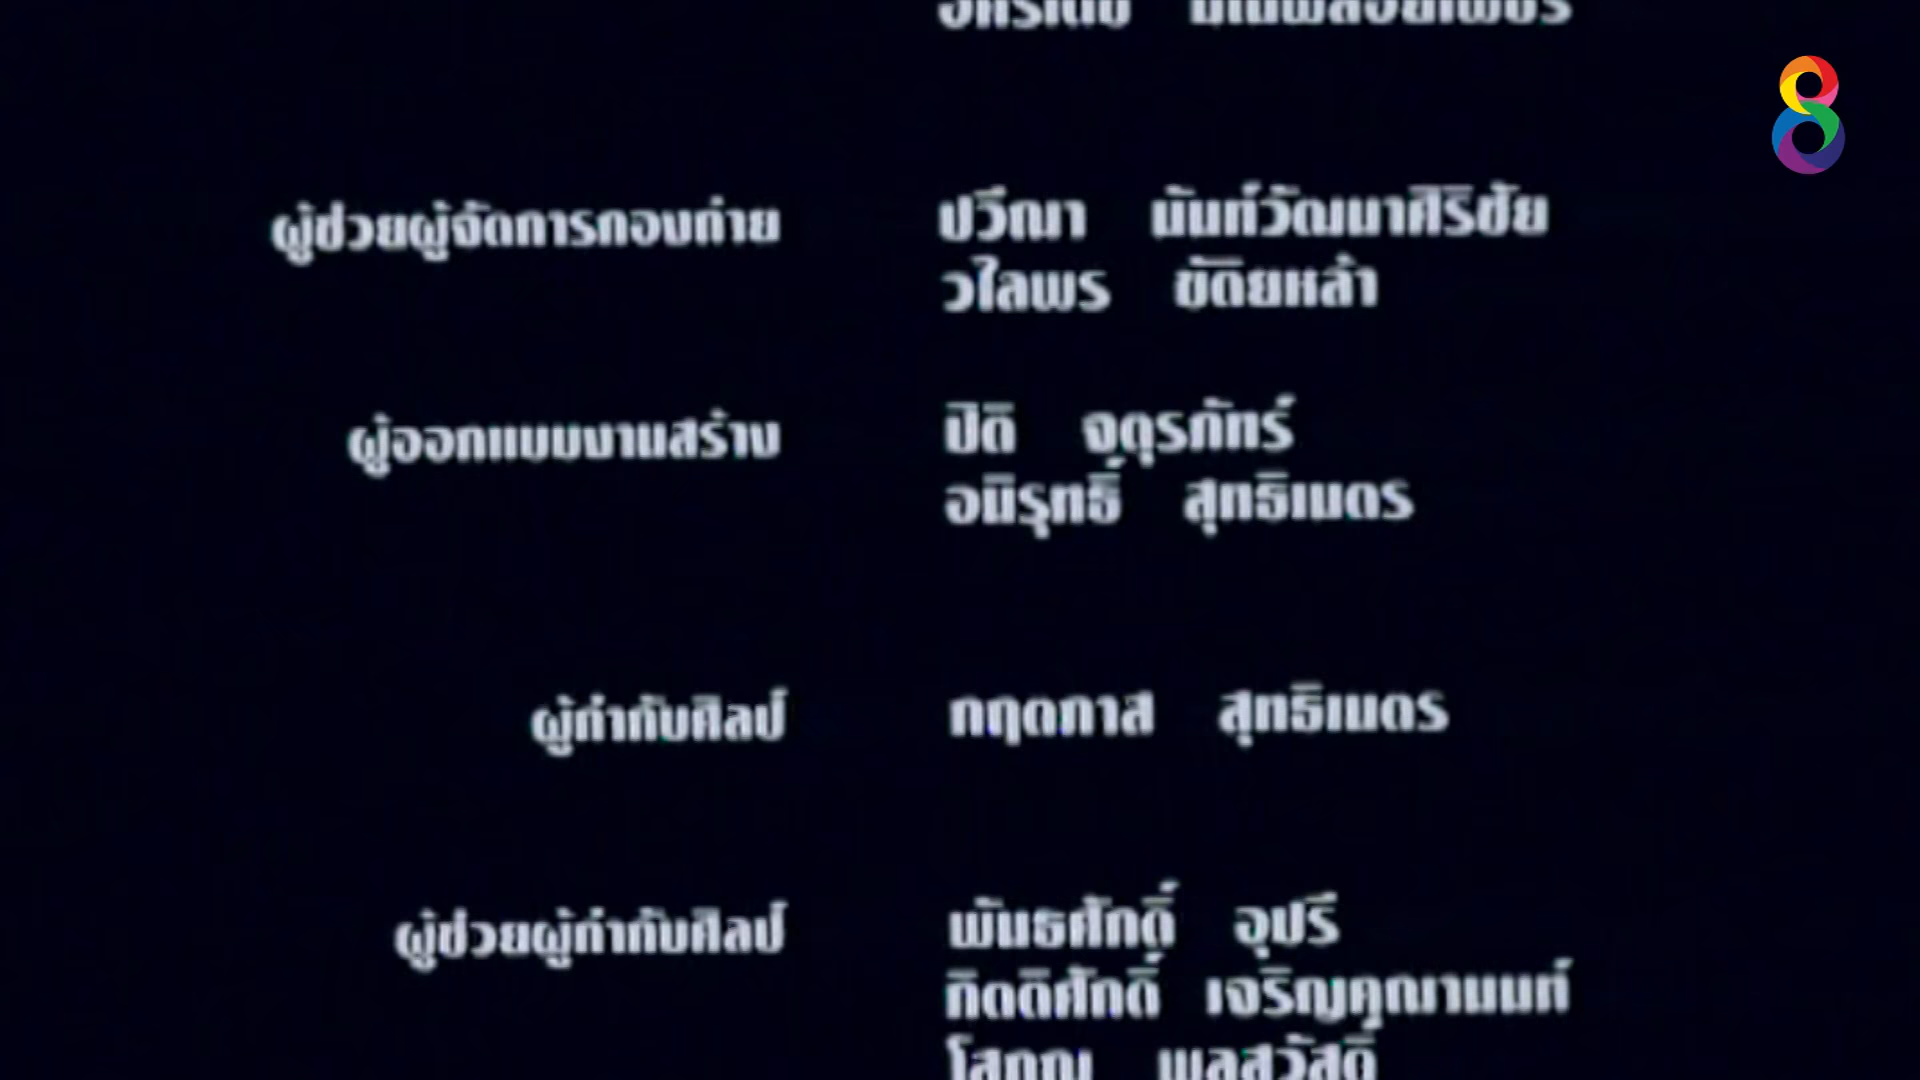 ผู้ช่วยผู้จัดการกองถ่าย ปวีณา นันท์วัฒนาศิริชัย
วไลพร ขัติยหล้า
ผู้ออกแบบงานสร้าง ปิติ จตุรภัทร์
อนิรุทธิ์ สุทธิเนตร
ผู้กำกับศิลป์ กฤตภาส สุทธิเนตร
ผู้ช่วยผู้กำกับศิลป์ พันธศักดิ์ อุปรี
กิตติศักดิ์ เจริญคุณานนท์
8